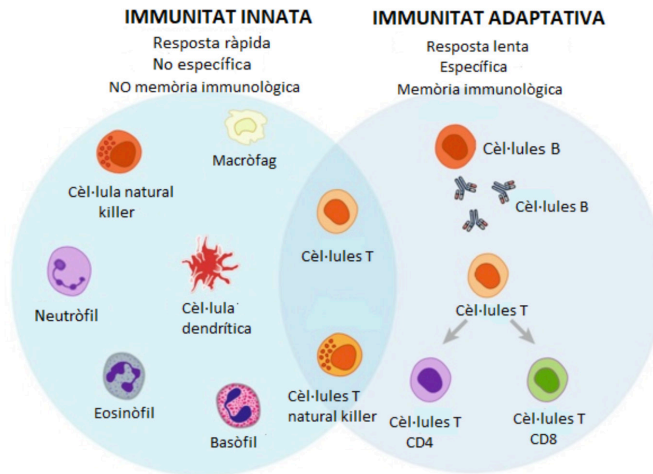 IMMUNITAT INNATA
Resposta ràpida
No específica
NO memòria immunològica
IMMUNITAT ADAPTATIVA
Resposta lenta
Específica
Memòria immunològica
Macròfag
Cèl·lula natural
killer
Neutròfil
Cèl·lula
dendrítica
Eosinòfil
Basòfil
Cèl·lules T
Cèl·lules T
natural killer
Cèl·lules B
Cèl·lules B
Cèl·lules T
Cèl·lules T
CD4
Cèl·lules T
CD8